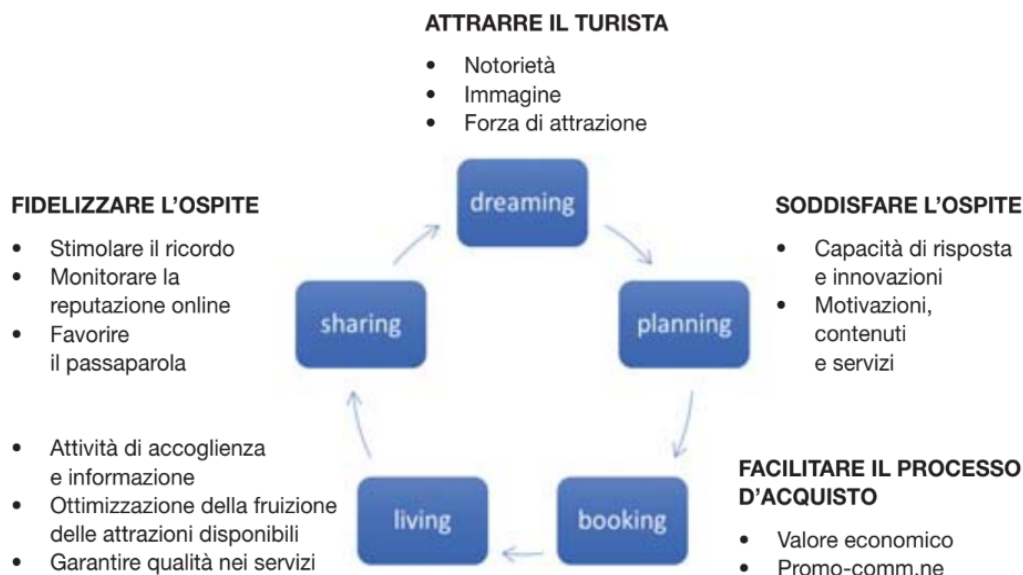 ATTRARRE IL TURISTA
• Notorietà
• Immagine
• Forza di attrazione
dreaming
FIDELIZZARE L'OSPITE
• Stimolare il ricordo
• Monitorare la
reputazione online
• Favorire
il passaparola
sharing
planning
SODDISFARE L'OSPITE
• Capacità di risposta
e innovazioni
• Motivazioni,
contenuti
e servizi
• Attività di accoglienza
e informazione
• Ottimizzazione della fruizione
delle attrazioni disponibili
• Garantire qualità nei servizi
living
booking
FACILITARE IL PROCESSO
D'ACQUISTO
• Valore economico
• Promo-comm.ne